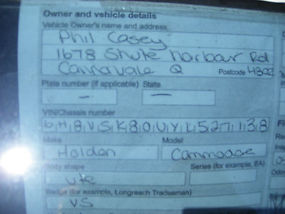 Owner and vehicle details
Vehicle Owner's name and address
Phil Casey
1678 Shute Harbour Rd
Cannonvale Q Postcode 4802
Plate number (if applicable) State
— —
VIN/Chassis number
Make Model
Holden Commodore
Body shape Series (for example, EA)
Ute
Badge (for example, Longreach Tradesman)
VS